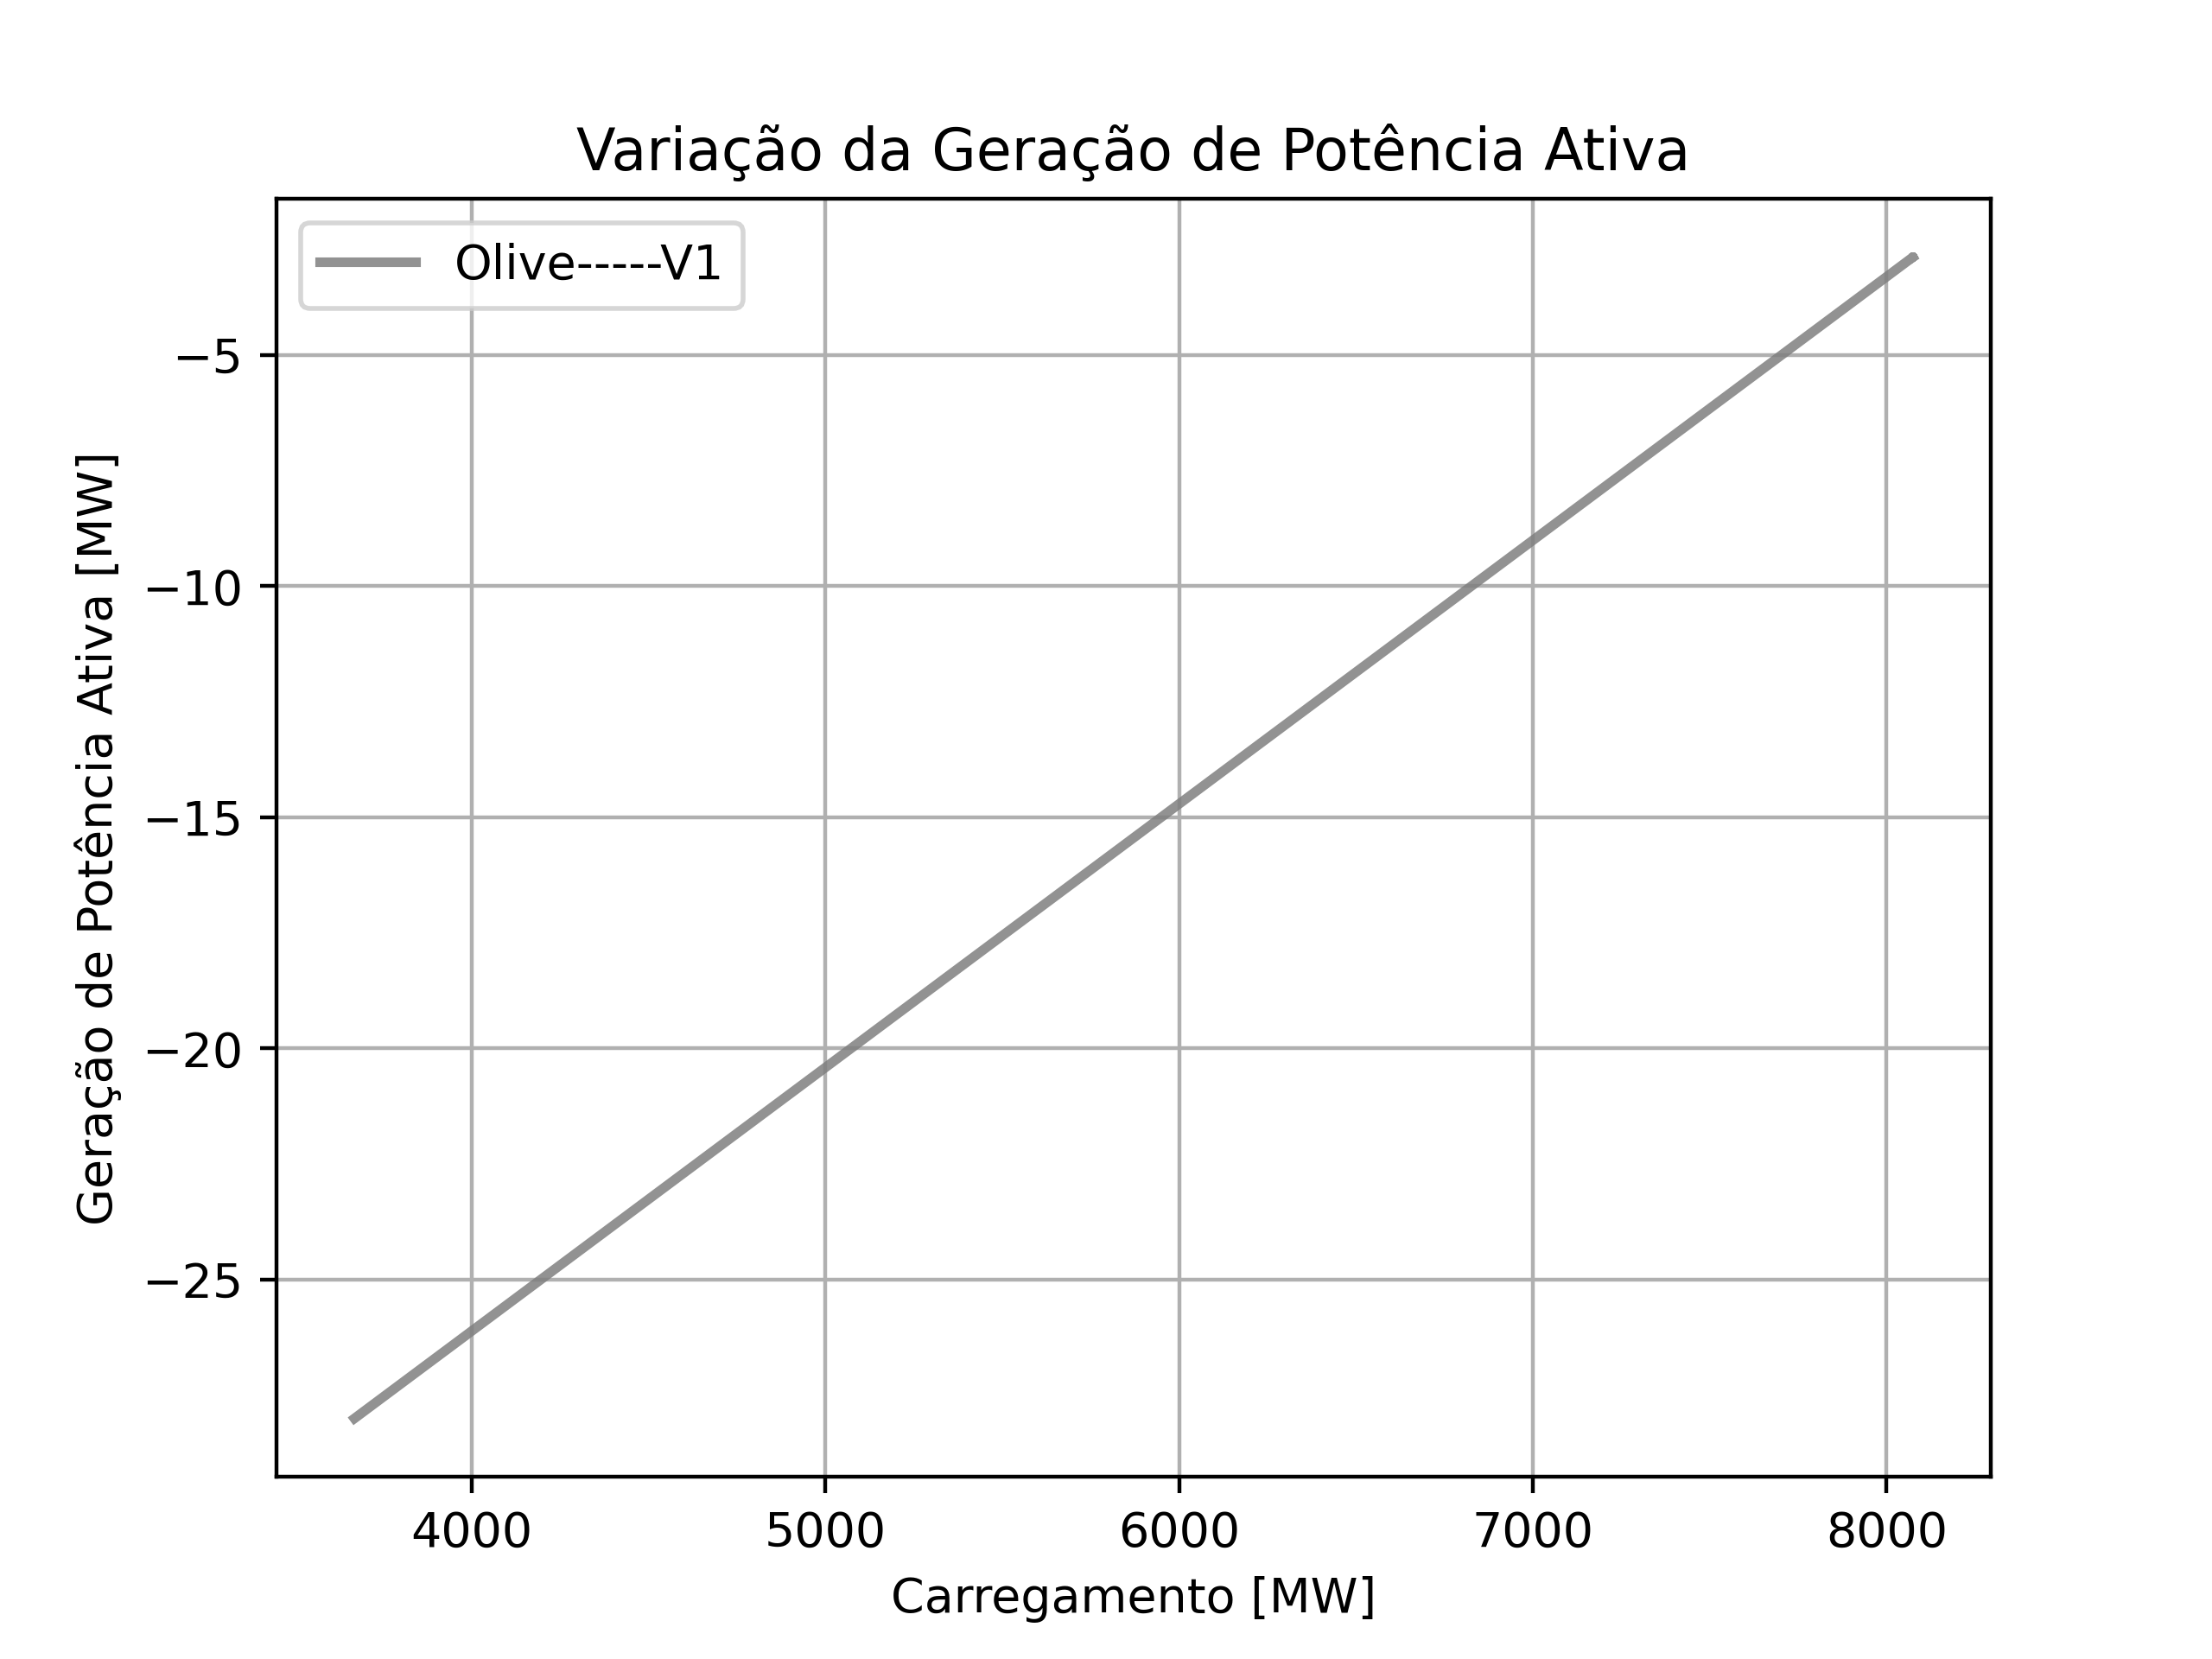 Variação da Geração de Potência Ativa
Olive-----V1
Geração de Potência Ativa [MW]
−5
−10
−15
−20
−25
4000 5000 6000 7000 8000
Carregamento [MW]